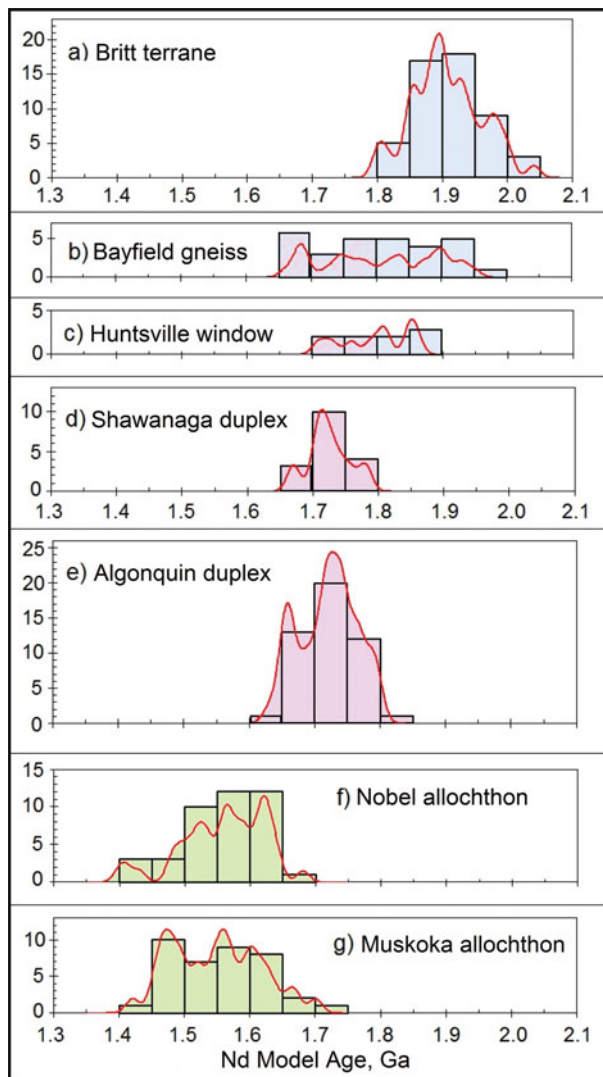 a) Britt terrane
20
15
10
5
0
1.3 1.4 1.5 1.6 1.7 1.8 1.9 2.0 2.1
b) Bayfield gneiss
5
0
c) Huntsville window
5
0
d) Shawanaga duplex
10
5
0
1.3 1.4 1.5 1.6 1.7 1.8 1.9 2.0 2.1
e) Algonquin duplex
25
20
15
10
5
0
f) Nobel allochthon
15
10
5
0
g) Muskoka allochthon
10
5
0
1.3 1.4 1.5 1.6 1.7 1.8 1.9 2.0 2.1
Nd Model Age, Ga